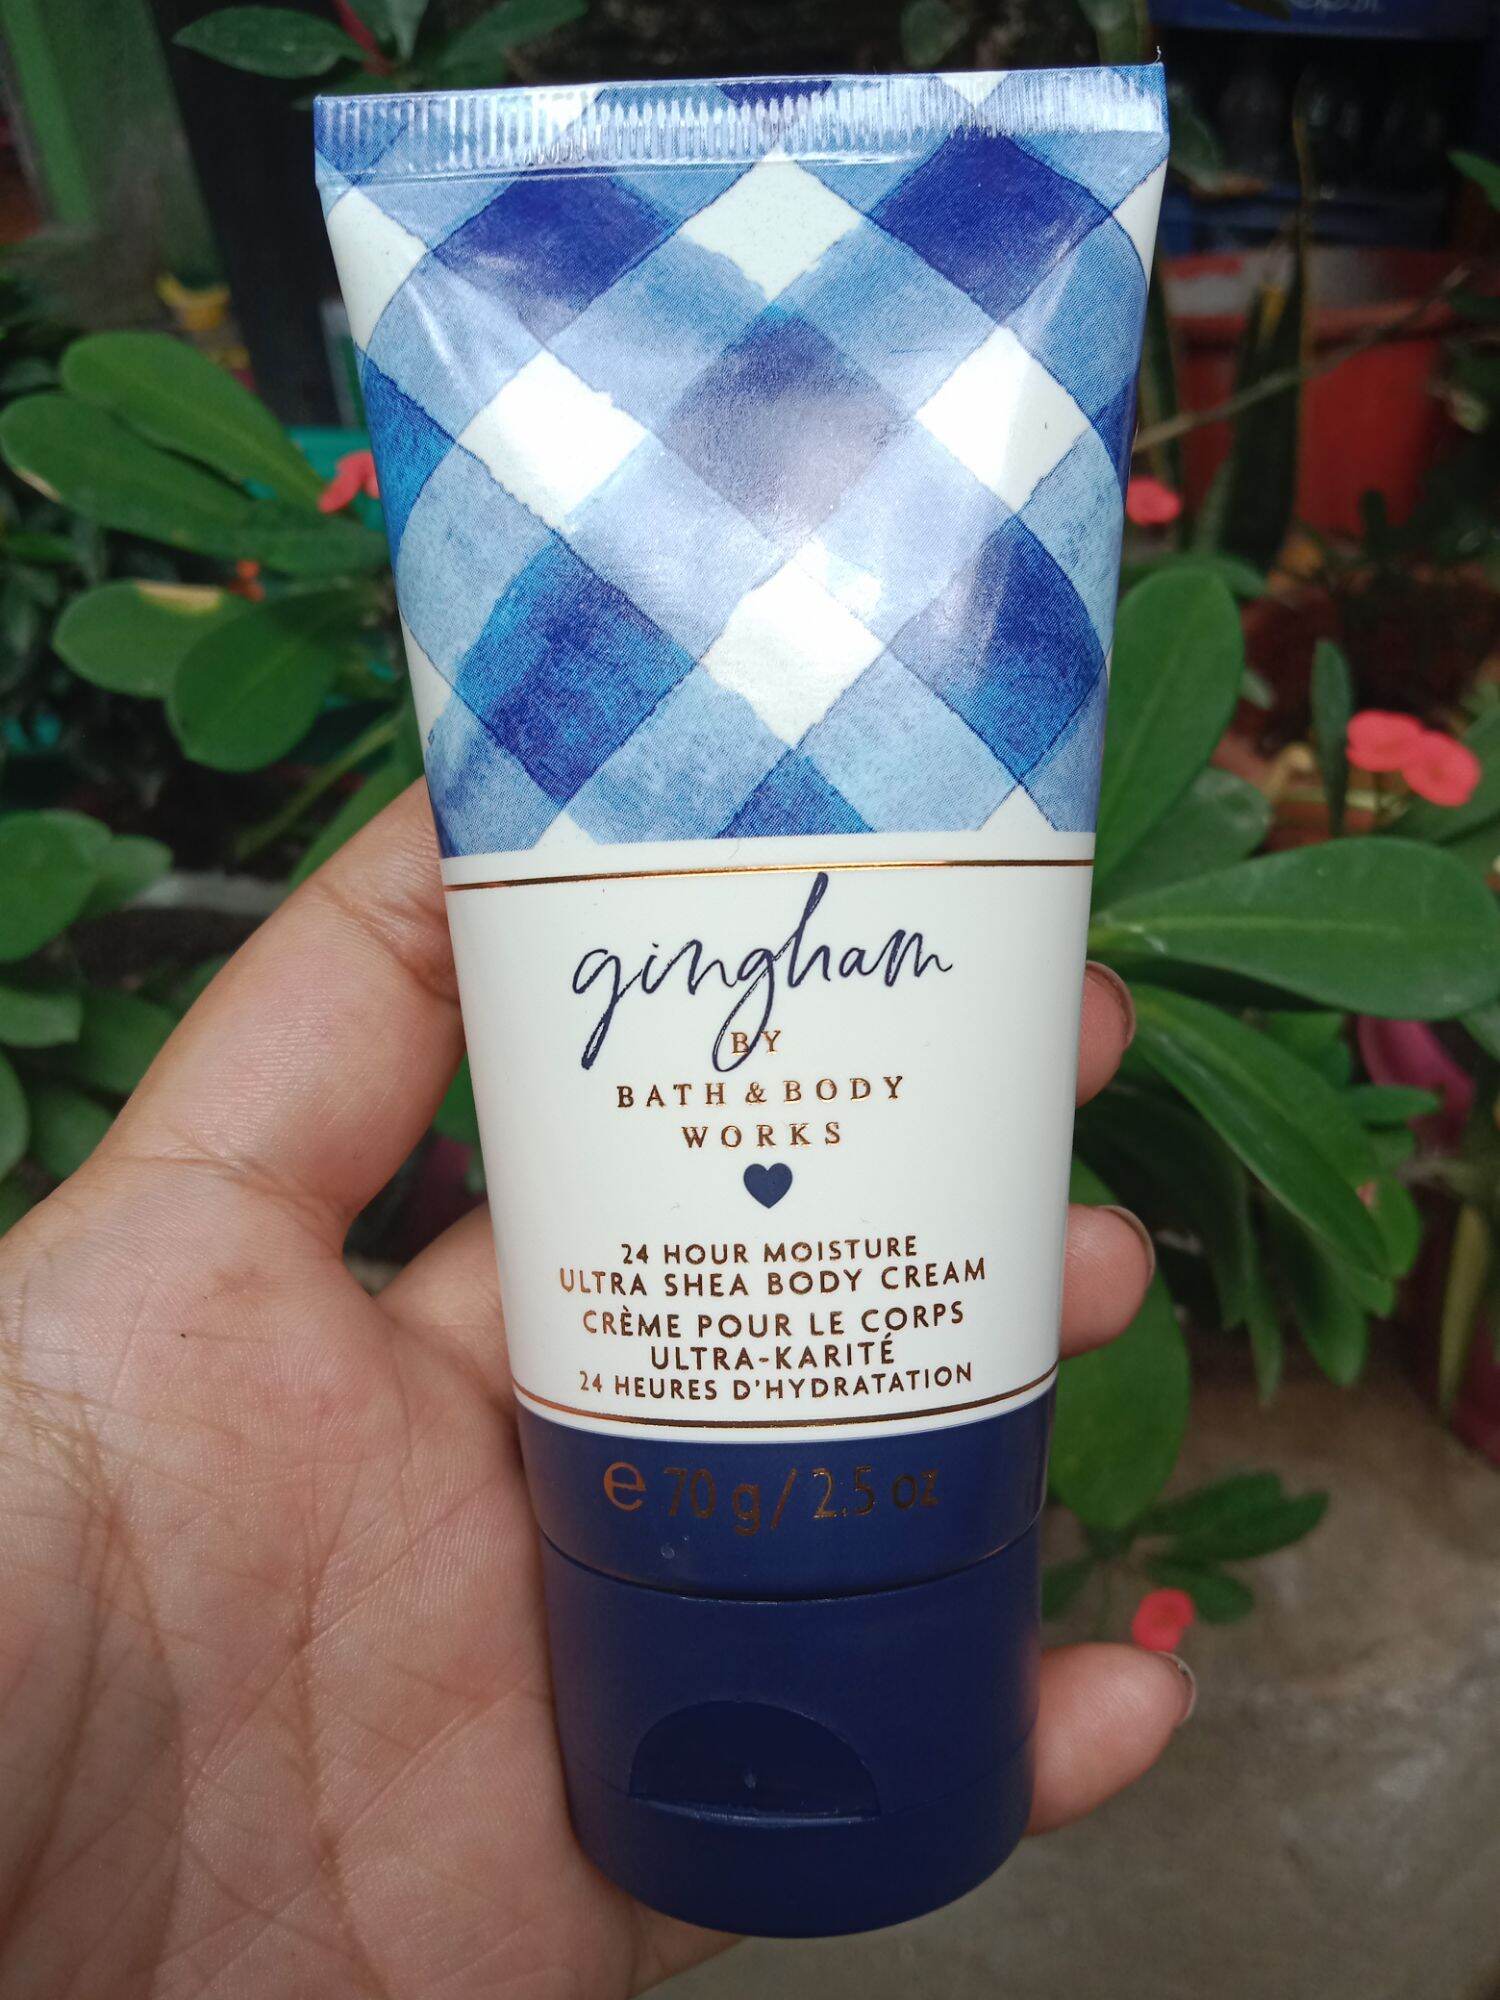 gingham
BY
BATH & BODY
WORKS
24 HOUR MOISTURE
ULTRA SHEA BODY CREAM
CRÈME POUR LE CORPS
ULTRA-KARITÉ
24 HEURES D'HYDRATATION
e 70 g / 2.5 oz